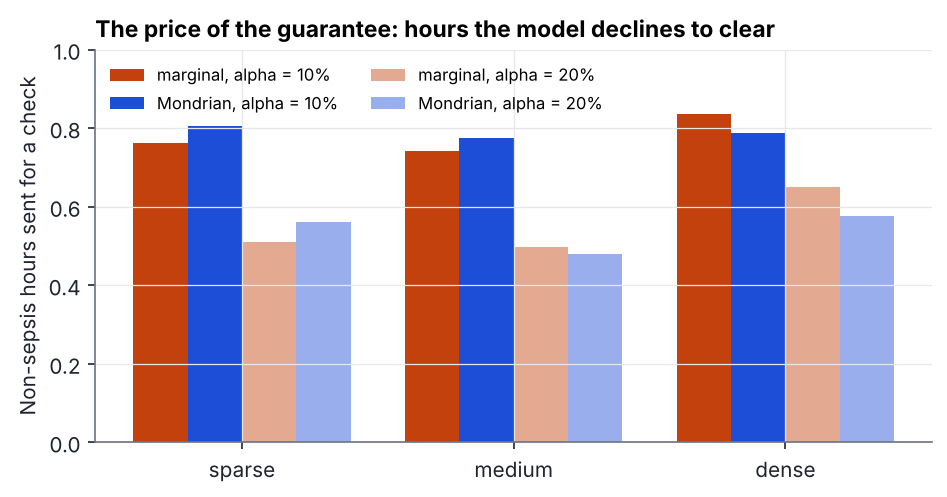 The price of the guarantee: hours the model declines to clear
Non-sepsis hours sent for a check
1.0
0.8
0.6
0.4
0.2
0.0
marginal, alpha = 10%
Mondrian, alpha = 10%
marginal, alpha = 20%
Mondrian, alpha = 20%
sparse
medium
dense